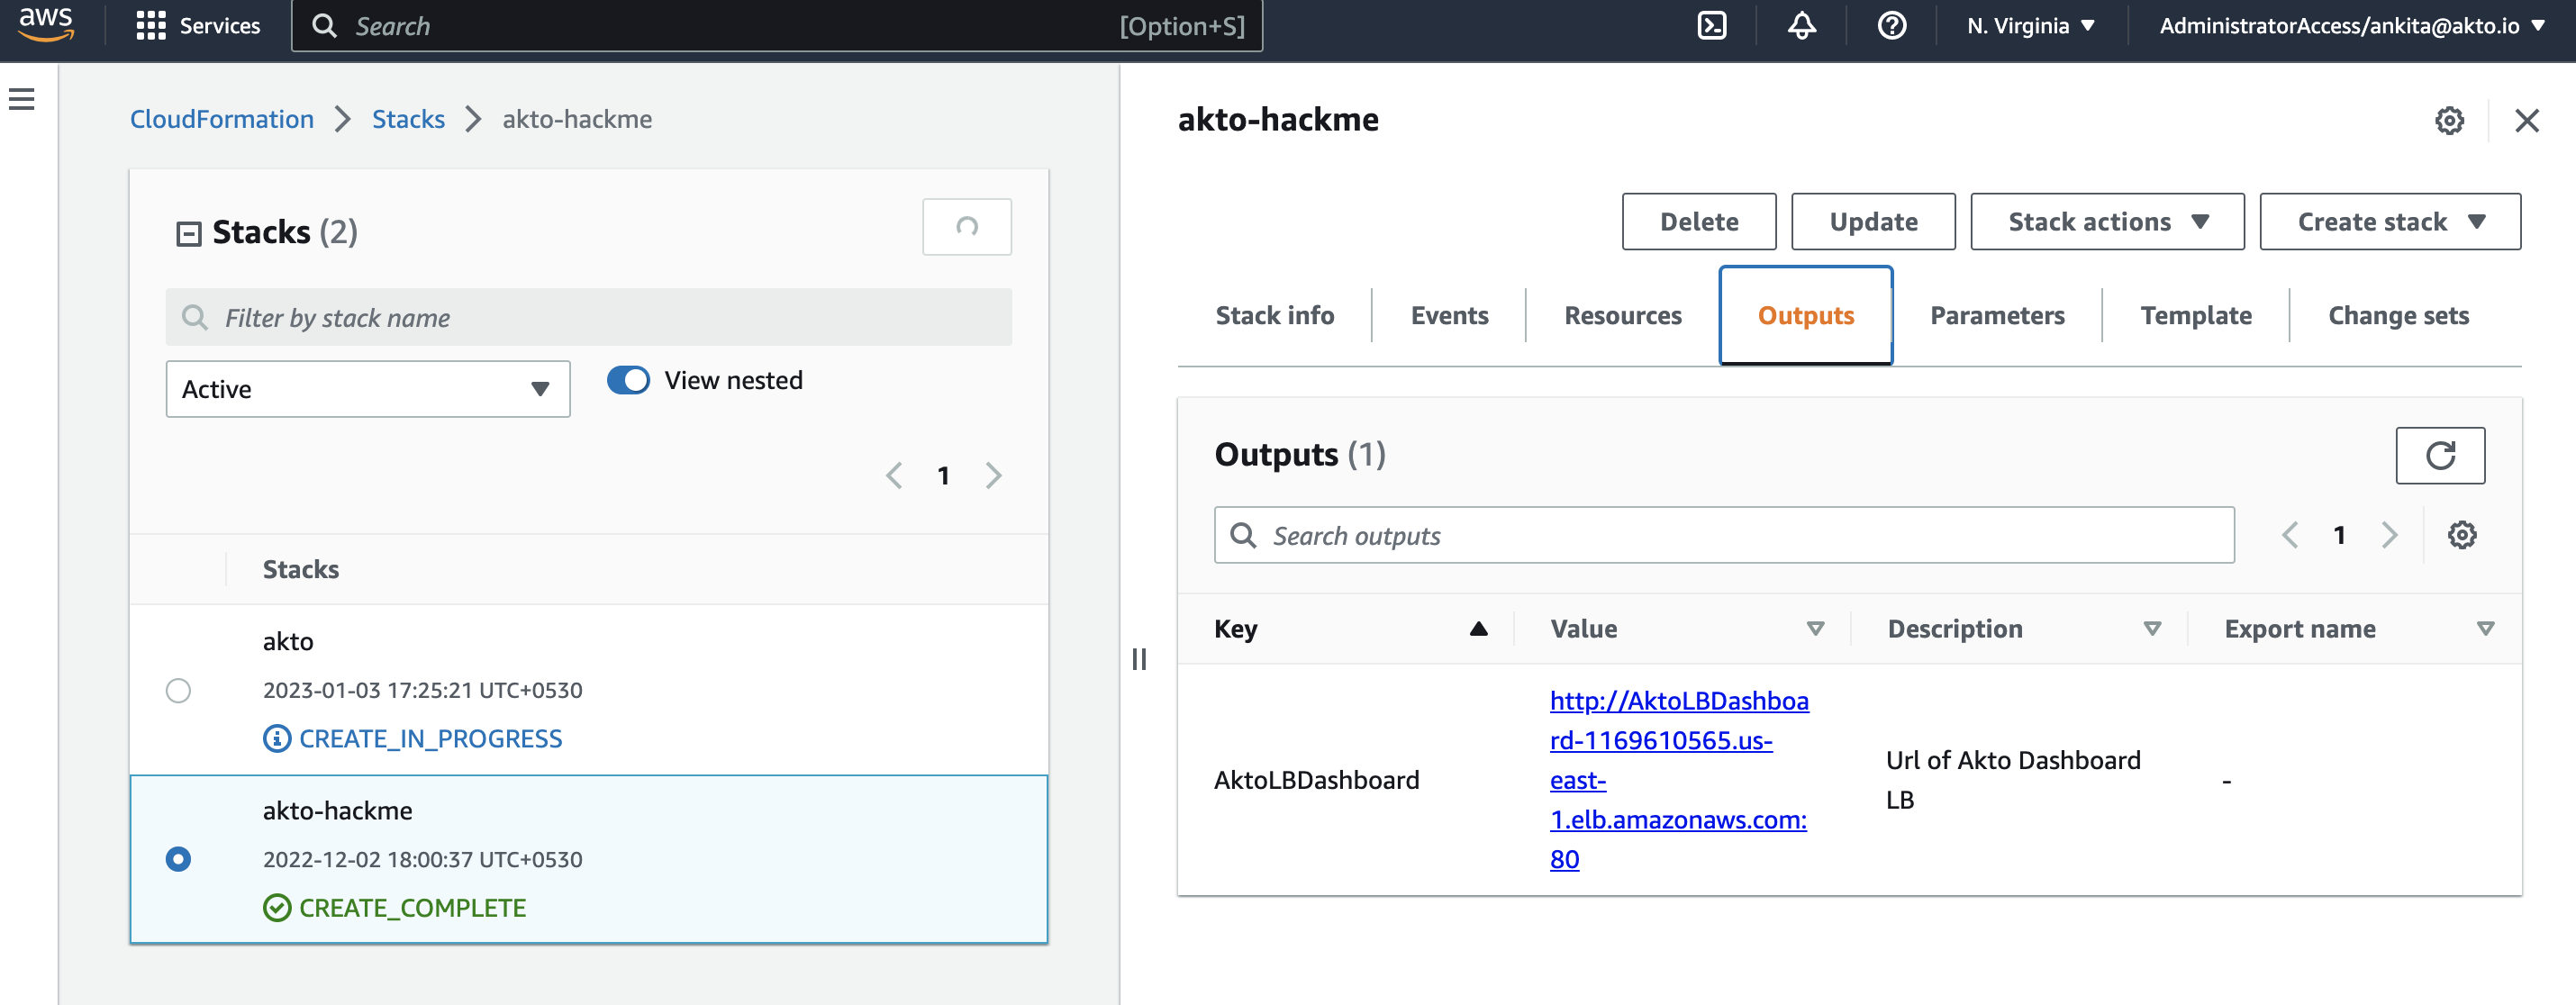 aws
Services
Search
[Option+S]
N. Virginia
AdministratorAccess/ankita@akto.io
CloudFormation
Stacks
akto-hackme
Stacks (2)
Filter by stack name
Active
View nested
1
Stacks
akto
2023-01-03 17:25:21 UTC+0530
CREATE_IN_PROGRESS
akto-hackme
2022-12-02 18:00:37 UTC+0530
CREATE_COMPLETE
akto-hackme
Delete
Update
Stack actions
Create stack
Stack info
Events
Resources
Outputs
Parameters
Template
Change sets
Outputs (1)
Search outputs
1
Key
Value
Description
Export name
AktoLBDashboard
http://AktoLBDashboa
rd-1169610565.us-
east-
1.elb.amazonaws.com:
80
Url of Akto Dashboard
LB
-